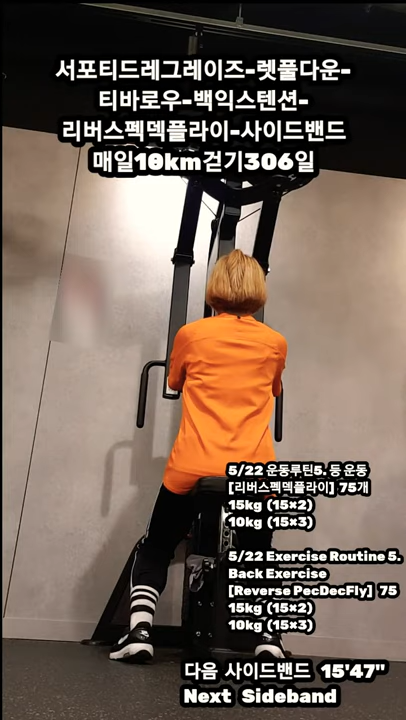 서포티드레그레이즈-렛풀다운-
티바로우-백익스텐션-
리버스펙덱플라이-사이드밴드
매일10km걷기306일
5/22 운동루틴5. 등 운동
[리버스펙덱플라이] 75개
15kg (15×2)
10kg (15×3)
5/22 Exercise Routine 5.
Back Exercise
[Reverse PecDecFly] 75
15kg (15×2)
10kg (15×3)
다음 사이드밴드 15'47"
Next Sideband